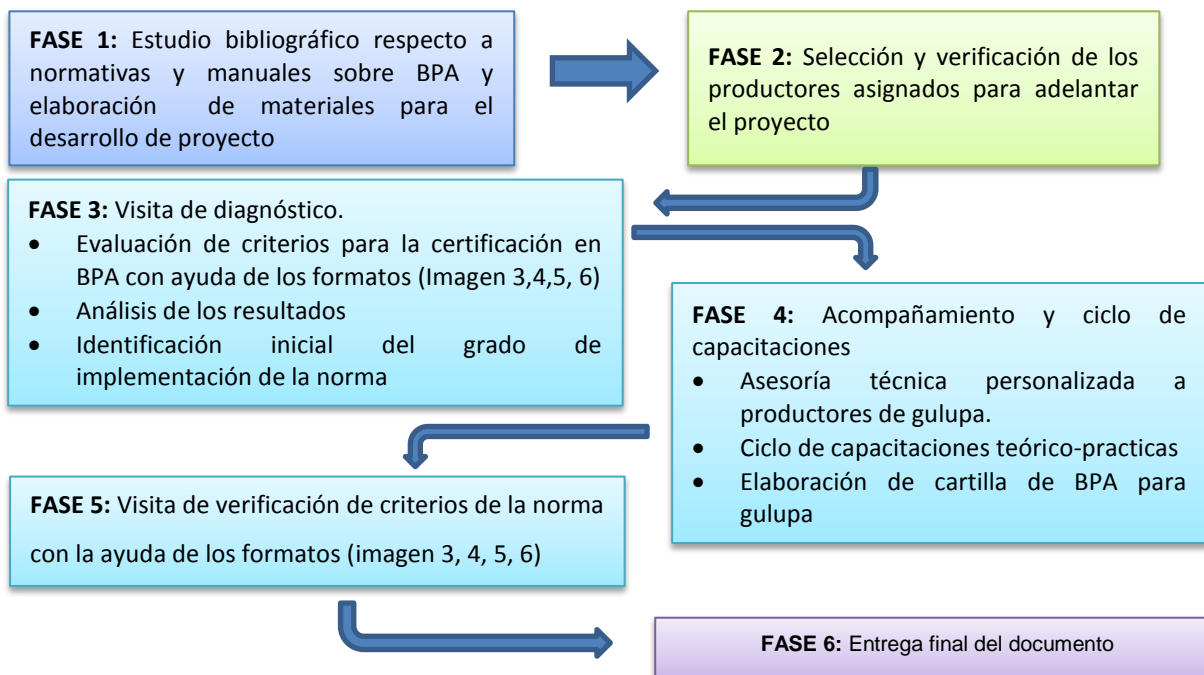 FASE 1: Estudio bibliográfico respecto a
normativas y manuales sobre BPA y
elaboración de materiales para el
desarrollo de proyecto
FASE 2: Selección y verificación de los
productores asignados para adelantar
el proyecto
FASE 3: Visita de diagnóstico.
• Evaluación de criterios para la certificación en
BPA con ayuda de los formatos (Imagen 3,4,5, 6)
• Análisis de los resultados
• Identificación inicial del grado de
implementación de la norma
FASE 4: Acompañamiento y ciclo de
capacitaciones
• Asesoría técnica personalizada a
productores de gulupa.
• Ciclo de capacitaciones teórico-practicas
• Elaboración de cartilla de BPA para
gulupa
FASE 5: Visita de verificación de criterios de la norma
con la ayuda de los formatos (imagen 3, 4, 5, 6)
FASE 6: Entrega final del documento